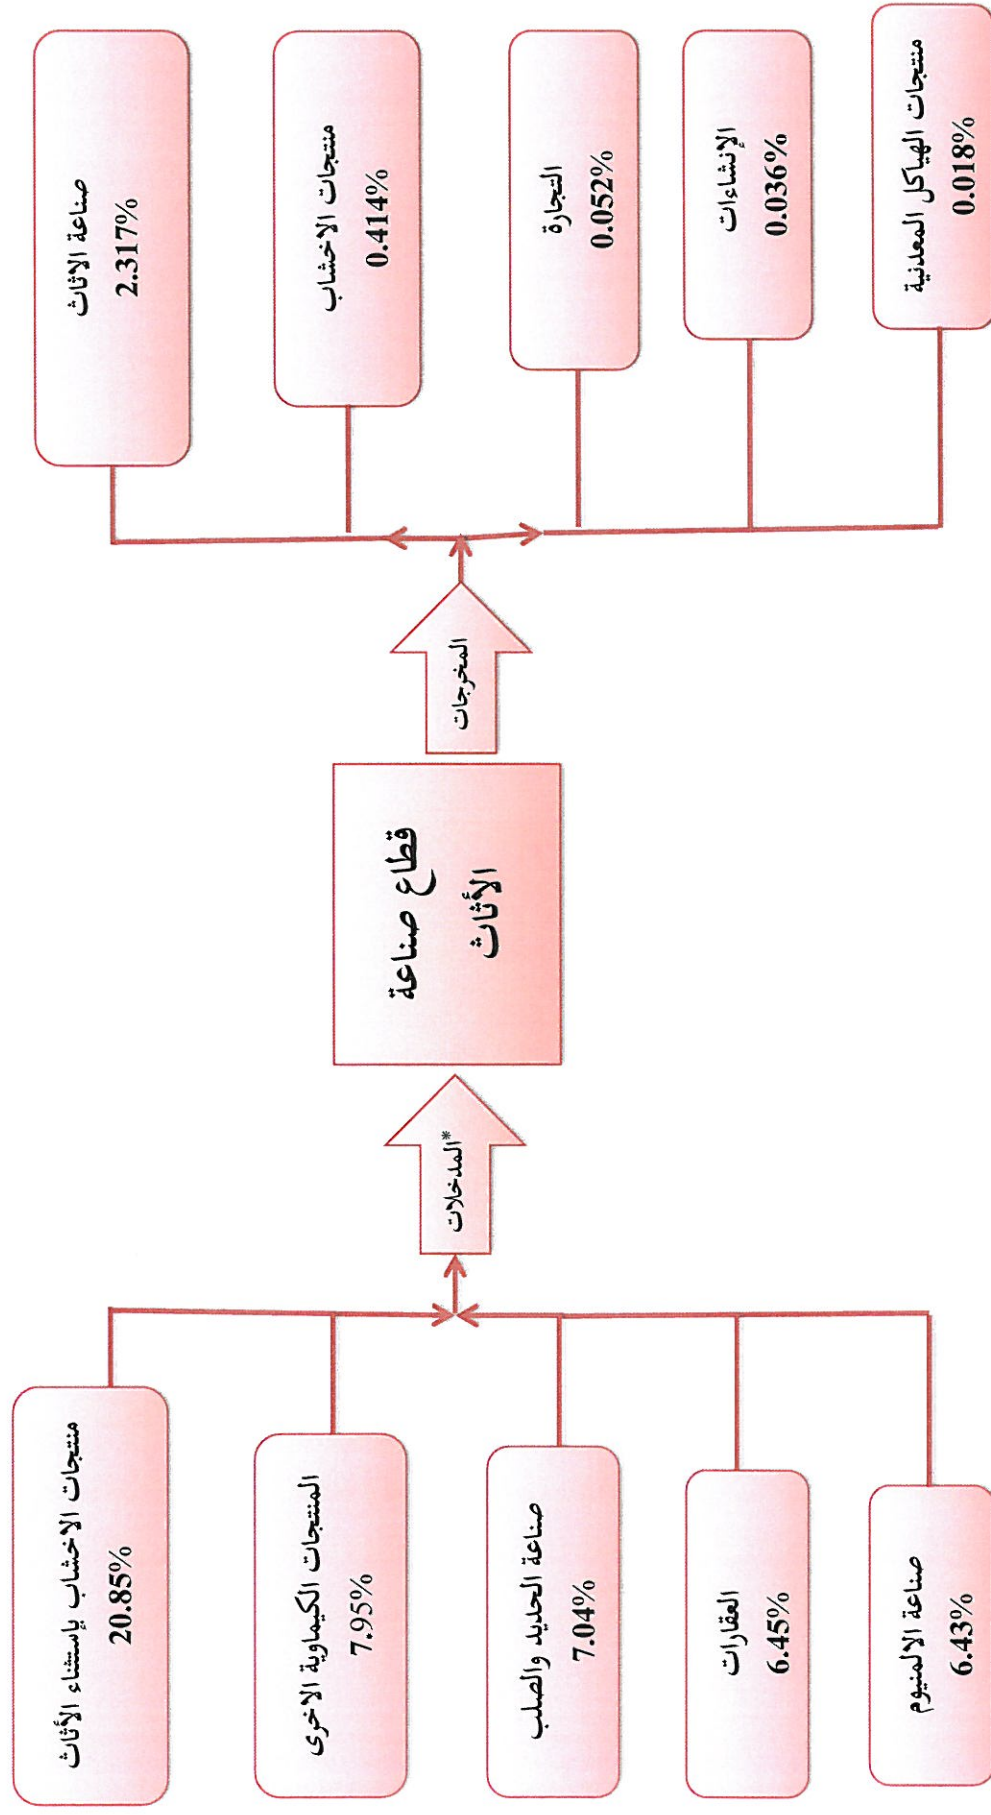 منتجات الاخشاب بإستثناء الأثاث
20.85%
المنتجات الكيماوية الاخرى
7.95%
صناعة الحديد والصلب
7.04%
العقارات
6.45%
صناعة الالمنيوم
6.43%
المدخلات*
قطاع صناعة
الأثاث
المخرجات
صناعة الاثاث
2.317%
منتجات الاخشاب
0.414%
التجارة
0.052%
الإنشاءات
0.036%
منتجات الهياكل المعدنية
0.018%